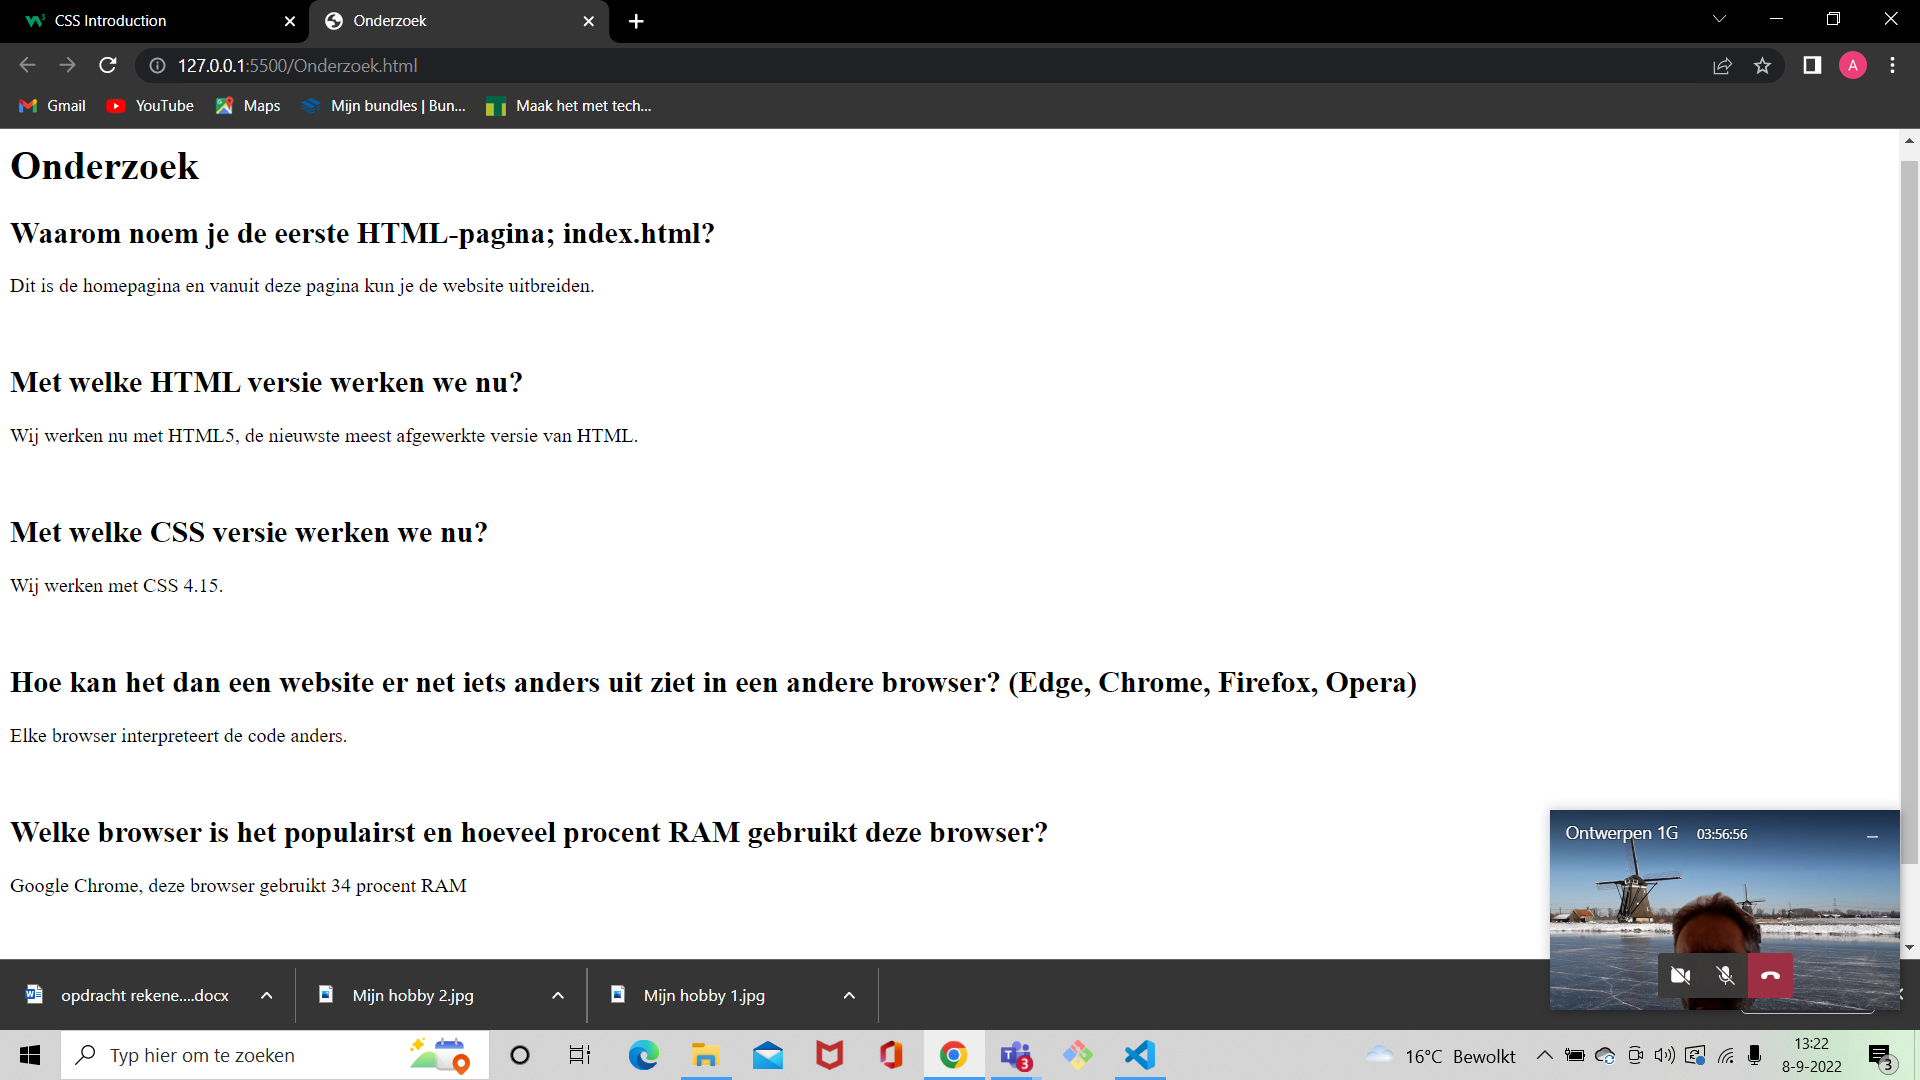 CSS Introduction
Onderzoek
127.0.0.1:5500/Onderzoek.html
A
Gmail
YouTube
Maps
Mijn bundles | Bun...
Maak het met tech...
Onderzoek
Waarom noem je de eerste HTML-pagina; index.html?
Dit is de homepagina en vanuit deze pagina kun je de website uitbreiden.
Met welke HTML versie werken we nu?
Wij werken nu met HTML5, de nieuwste meest afgewerkte versie van HTML.
Met welke CSS versie werken we nu?
Wij werken met CSS 4.15.
Hoe kan het dan een website er net iets anders uit ziet in een andere browser? (Edge, Chrome, Firefox, Opera)
Elke browser interpreteert de code anders.
Welke browser is het populairst en hoeveel procent RAM gebruikt deze browser?
Google Chrome, deze browser gebruikt 34 procent RAM
Ontwerpen 1G 03:56:56
opdracht rekene....docx
Mijn hobby 2.jpg
Mijn hobby 1.jpg
Typ hier om te zoeken
3
16°C Bewolkt
13:22
8-9-2022
3